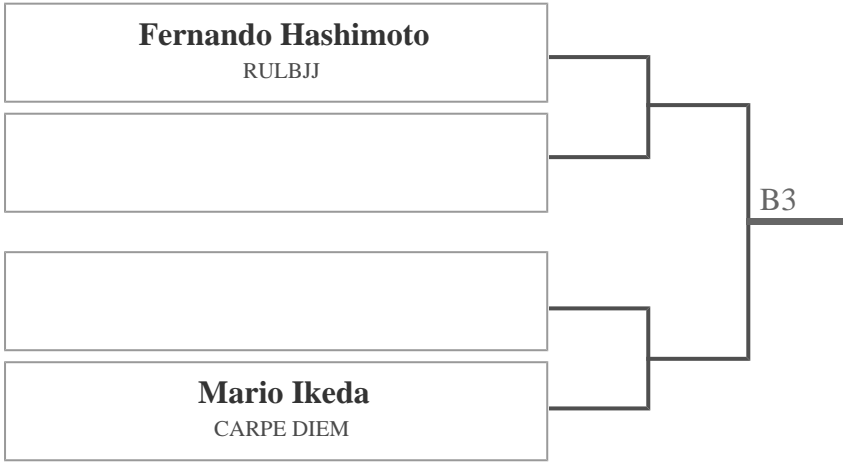 Fernando Hashimoto
RULBJJ
B3
Mario Ikeda
CARPE DIEM